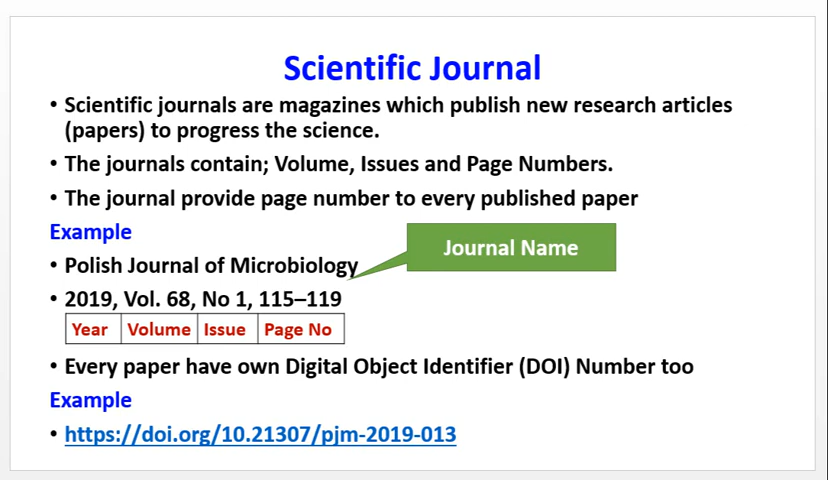 Scientific Journal
• Scientific journals are magazines which publish new research articles
(papers) to progress the science.
• The journals contain; Volume, Issues and Page Numbers.
• The journal provide page number to every published paper
Example
Journal Name
• Polish Journal of Microbiology
• 2019, Vol. 68, No 1, 115–119
Year Volume Issue Page No
• Every paper have own Digital Object Identifier (DOI) Number too
Example
• https://doi.org/10.21307/pjm-2019-013